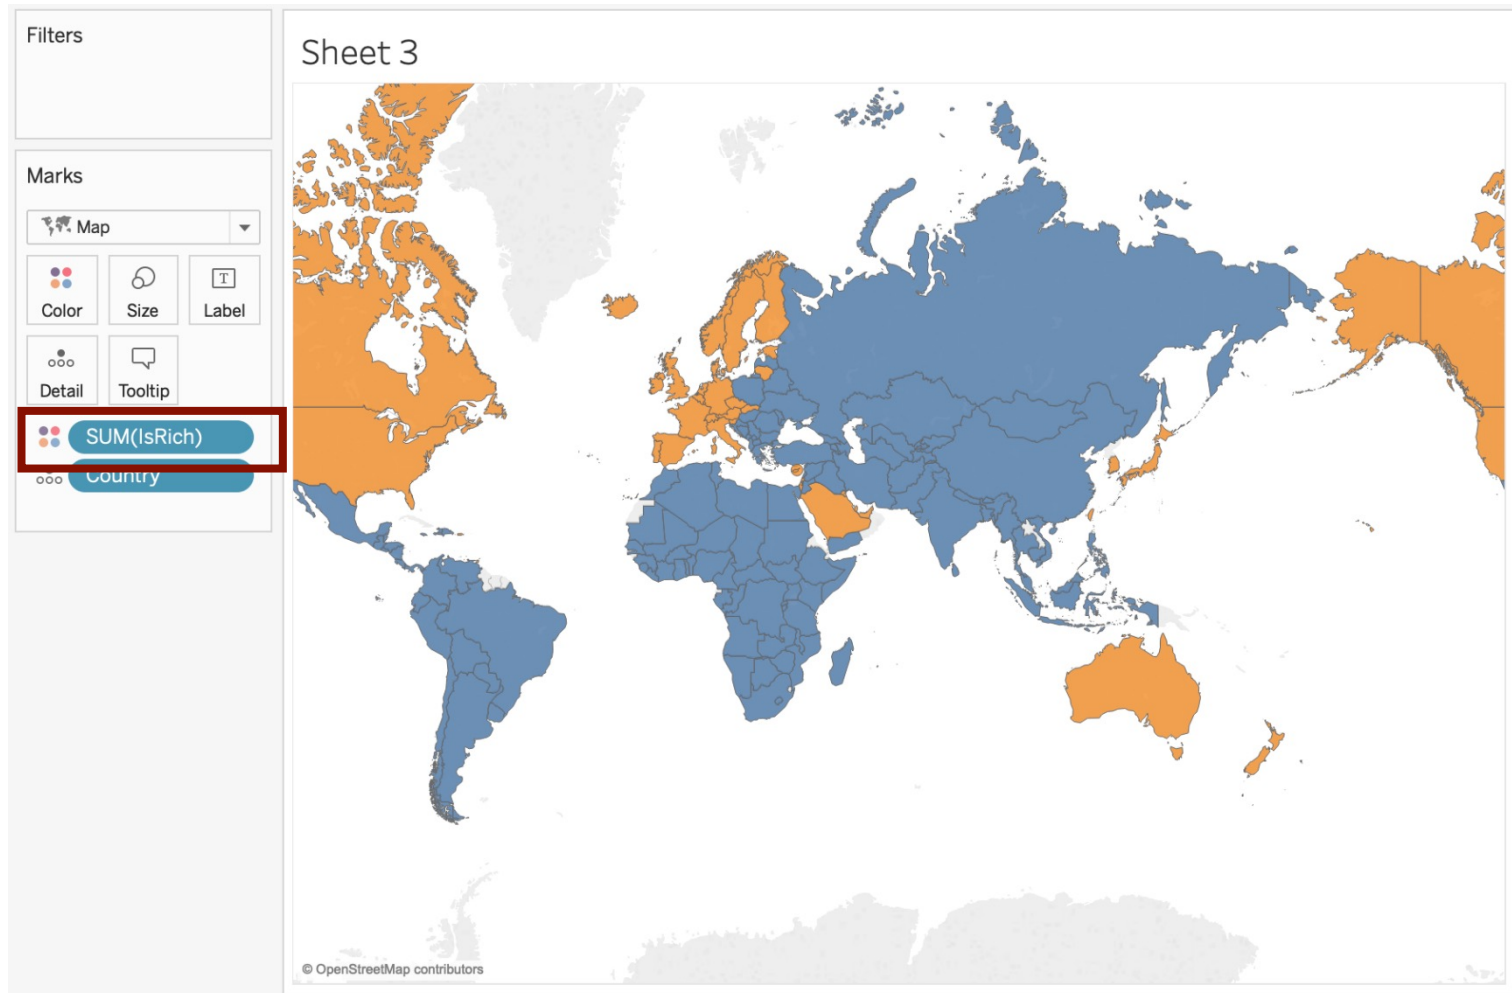 Filters
Sheet 3
Marks
Map
Color
Size
T
Label
Detail
Tooltip
SUM(IsRich)
Country
© OpenStreetMap contributors